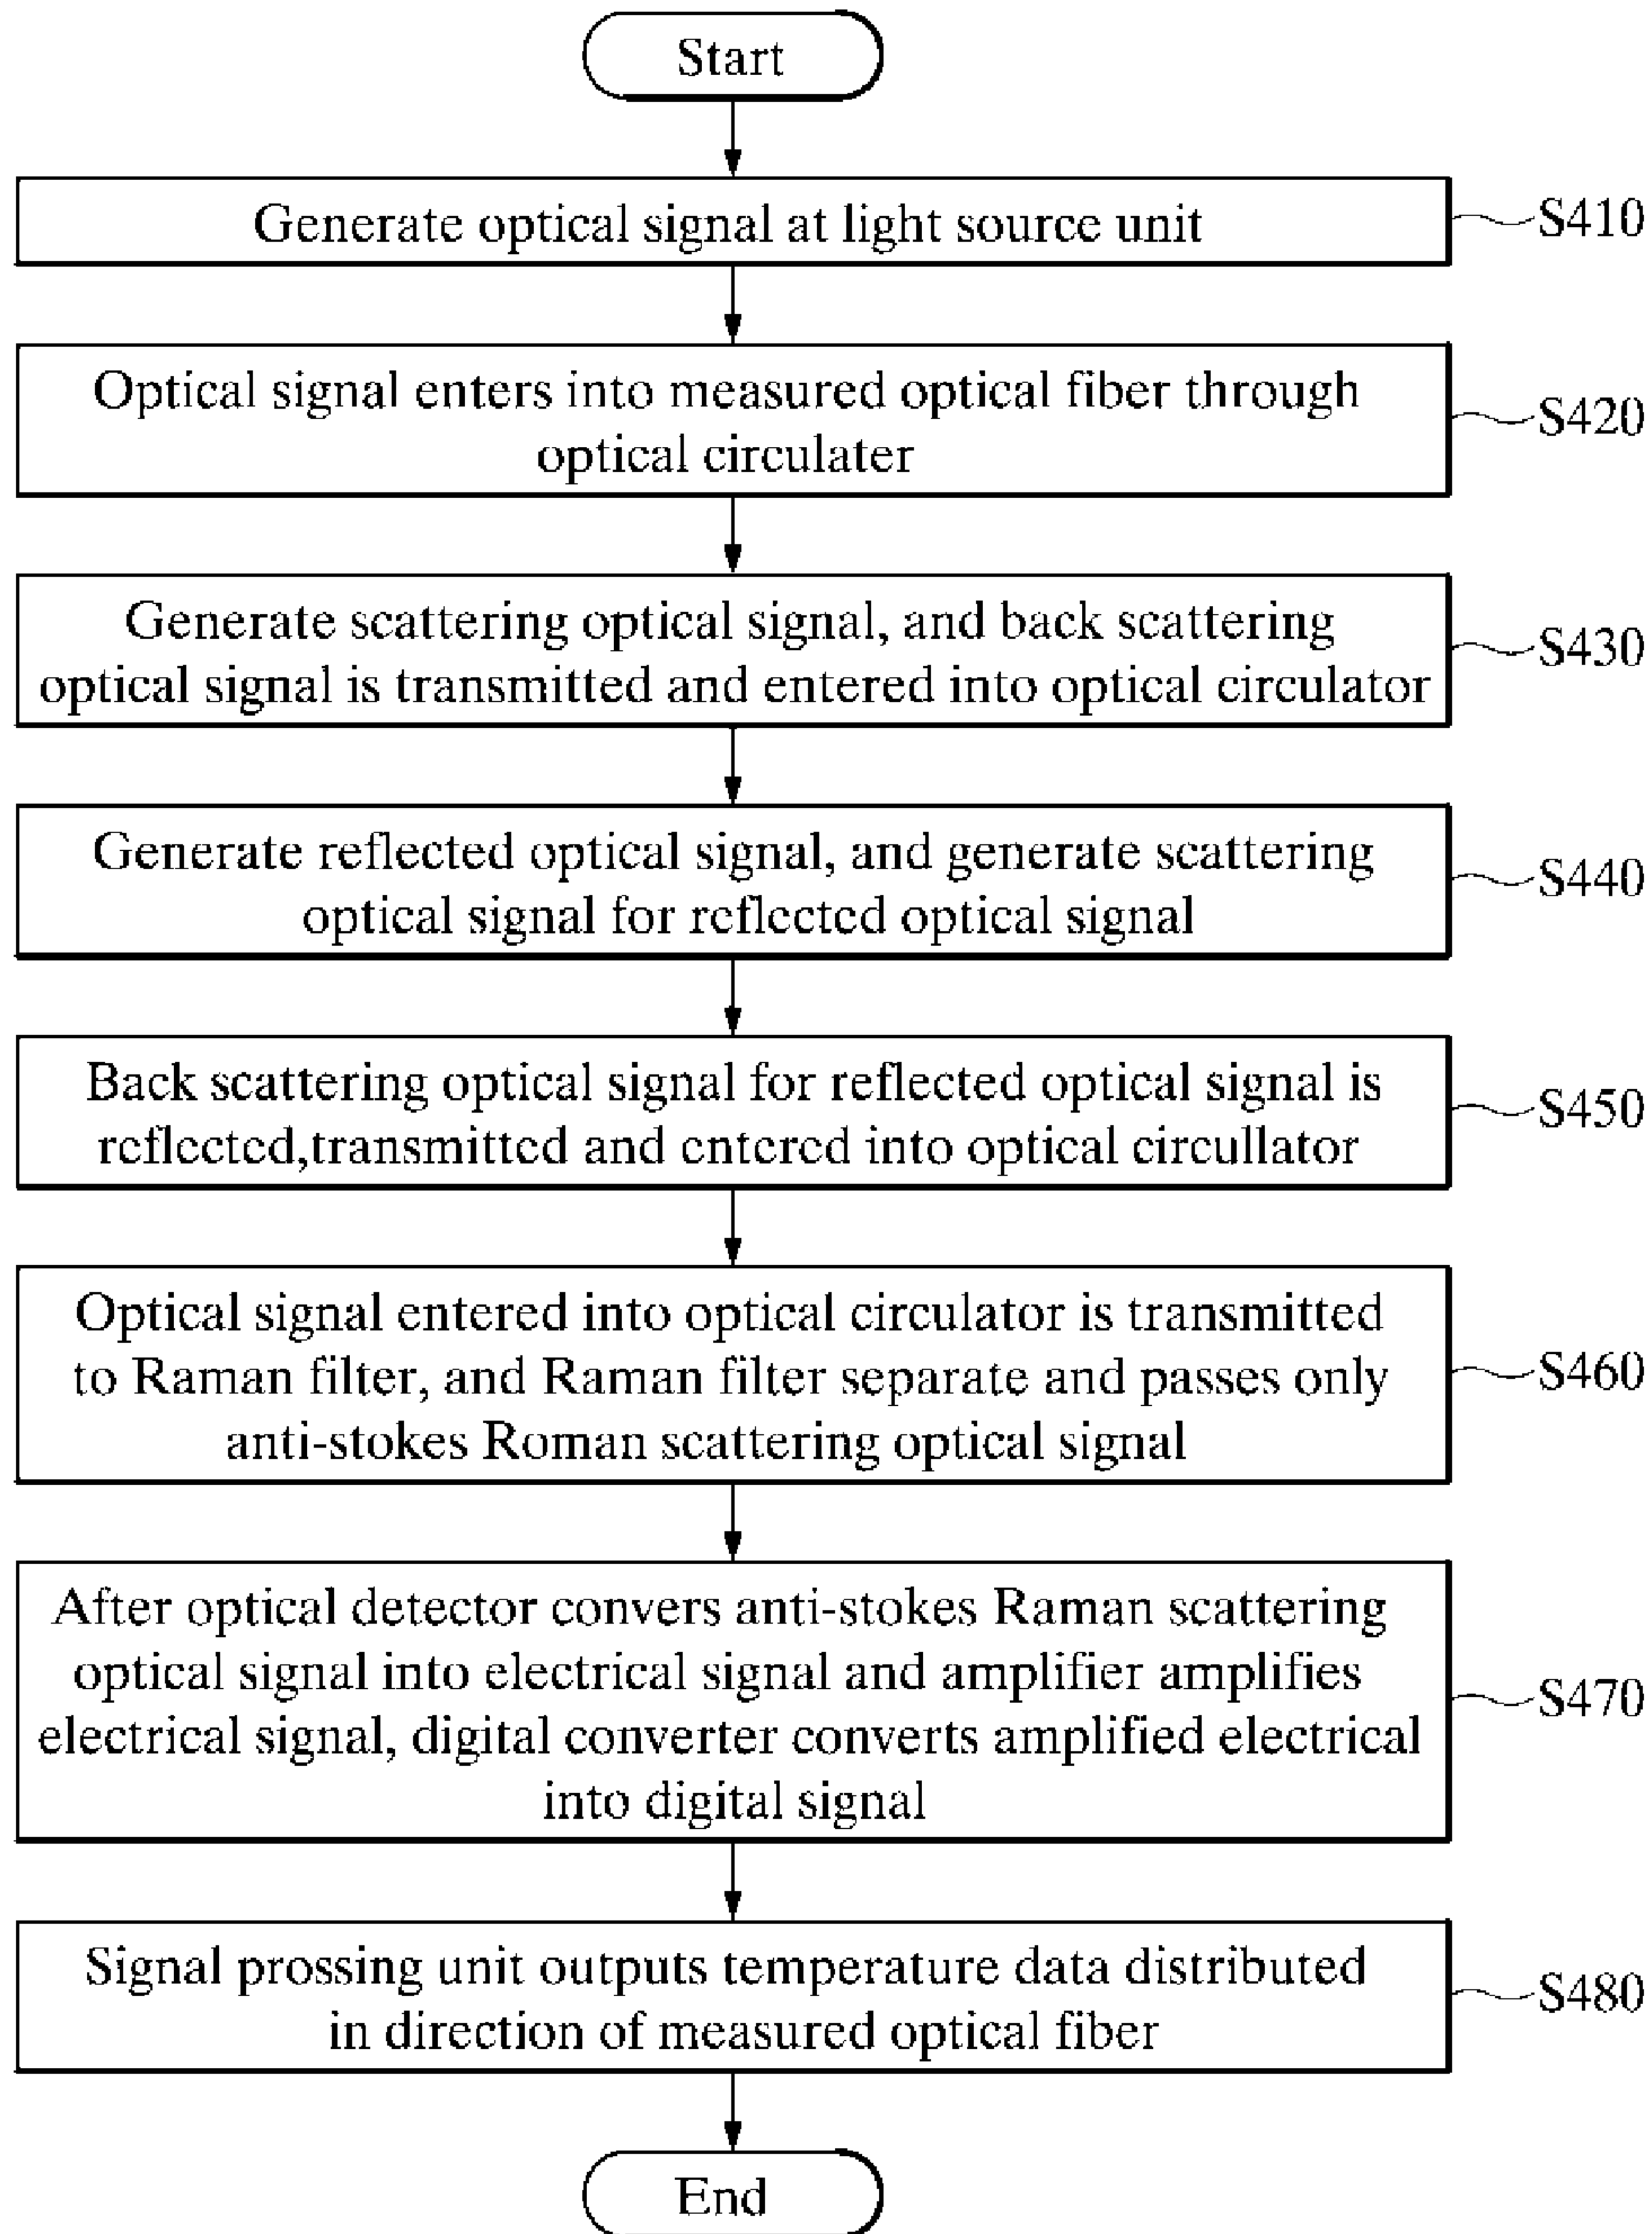 Start
Generate optical signal at light source unit
S410
Optical signal enters into measured optical fiber through
optical circulater
S420
Generate scattering optical signal, and back scattering
optical signal is transmitted and entered into optical circulator
S430
Generate reflected optical signal, and generate scattering
optical signal for reflected optical signal
S440
Back scattering optical signal for reflected optical signal is
reflected,transmitted and entered into optical circullator
S450
Optical signal entered into optical circulator is transmitted
to Raman filter, and Raman filter separate and passes only
anti-stokes Roman scattering optical signal
S460
After optical detector convers anti-stokes Raman scattering
optical signal into electrical signal and amplifier amplifies
electrical signal, digital converter converts amplified electrical
into digital signal
S470
Signal prossing unit outputs temperature data distributed
in direction of measured optical fiber
S480
End